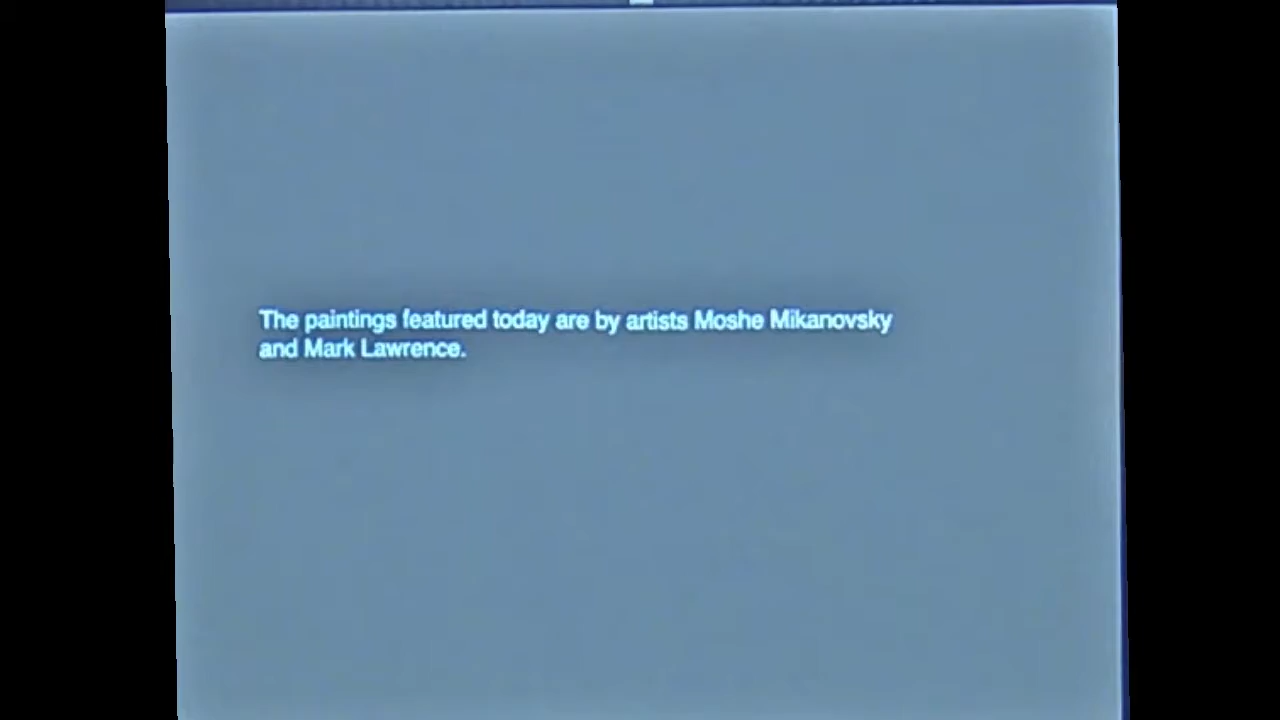 The paintings featured today are by artists Moshe Mikanovsky
and Mark Lawrence.